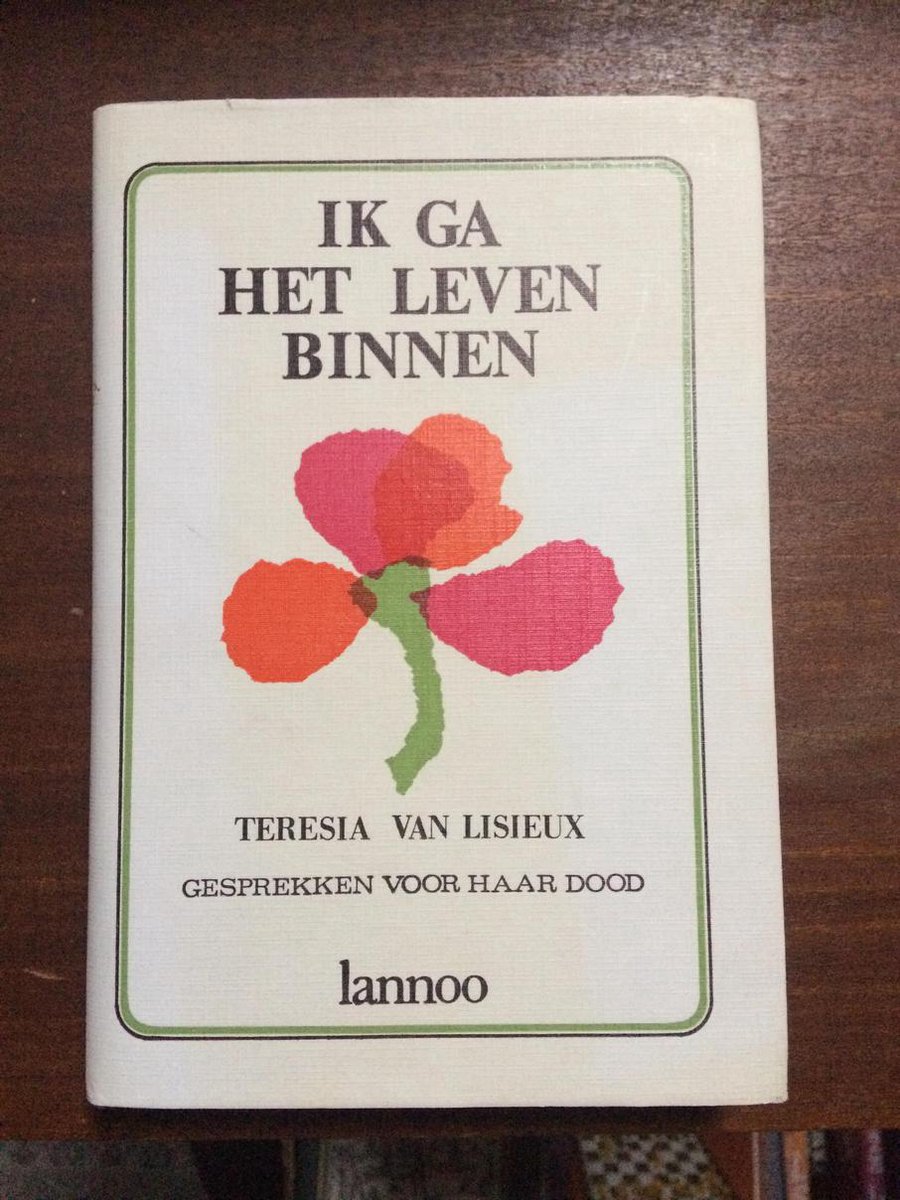 IK GA
HET LEVEN
BINNEN
TERESIA VAN LISIEUX
GESPREKKEN VOOR HAAR DOOD
lannoo